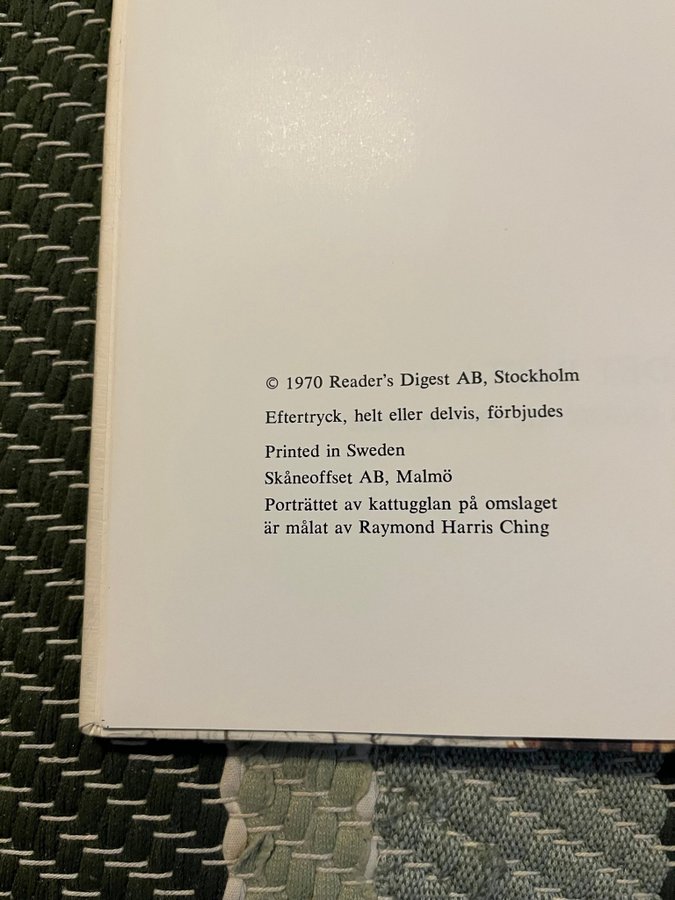 © 1970 Reader's Digest AB, Stockholm
Eftertryck, helt eller delvis, förbjudes
Printed in Sweden
Skåneoffset AB, Malmö
Porträttet av kattugglan på omslaget
är målat av Raymond Harris Ching